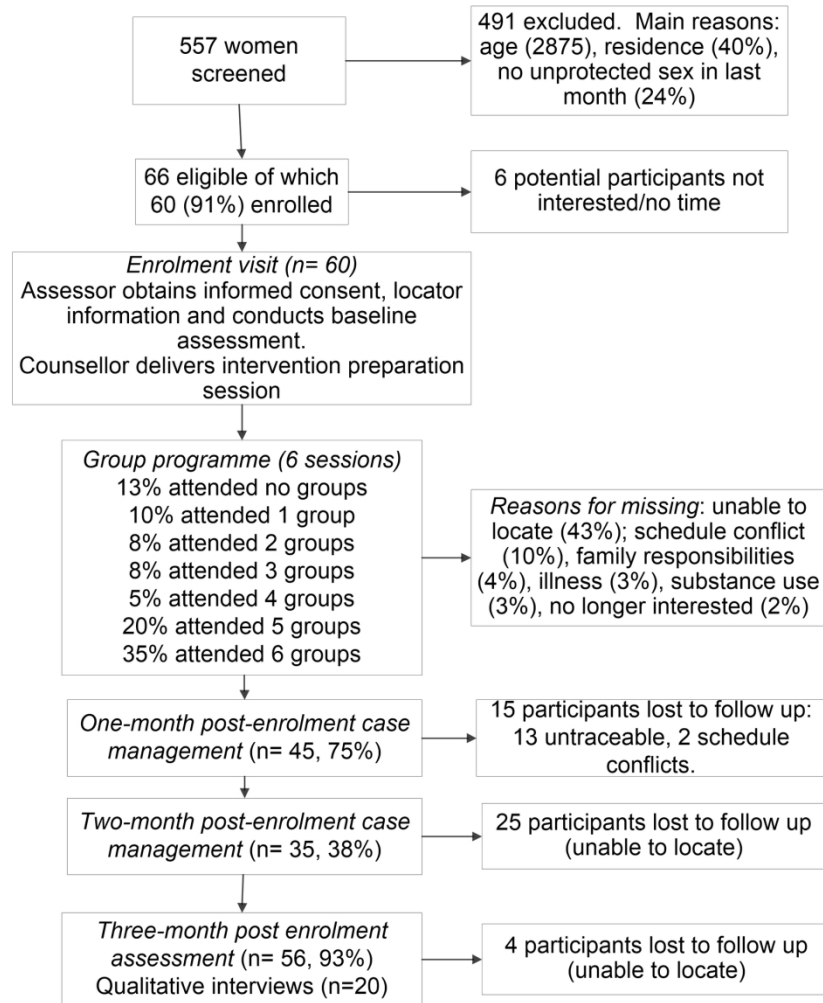 557 women
screened
491 excluded.  Main reasons:
age (2875), residence (40%),
no unprotected sex in last
month (24%)
66 eligible of which
60 (91%) enrolled
6 potential participants not
interested/no time
Enrolment visit (n= 60)
Assessor obtains informed consent, locator
information and conducts baseline
assessment.
Counsellor delivers intervention preparation
session
Group programme (6 sessions)
13% attended no groups
10% attended 1 group
8% attended 2 groups
8% attended 3 groups
5% attended 4 groups
20% attended 5 groups
35% attended 6 groups
Reasons for missing: unable to
locate (43%); schedule conflict
(10%), family responsibilities
(4%), illness (3%), substance use
(3%), no longer interested (2%)
One-month post-enrolment case
management (n= 45, 75%)
15 participants lost to follow up:
13 untraceable, 2 schedule
conflicts.
Two-month post-enrolment case
management (n= 35, 38%)
25 participants lost to follow up
(unable to locate)
Three-month post enrolment
assessment (n= 56, 93%)
Qualitative interviews (n=20)
4 participants lost to follow up
(unable to locate)